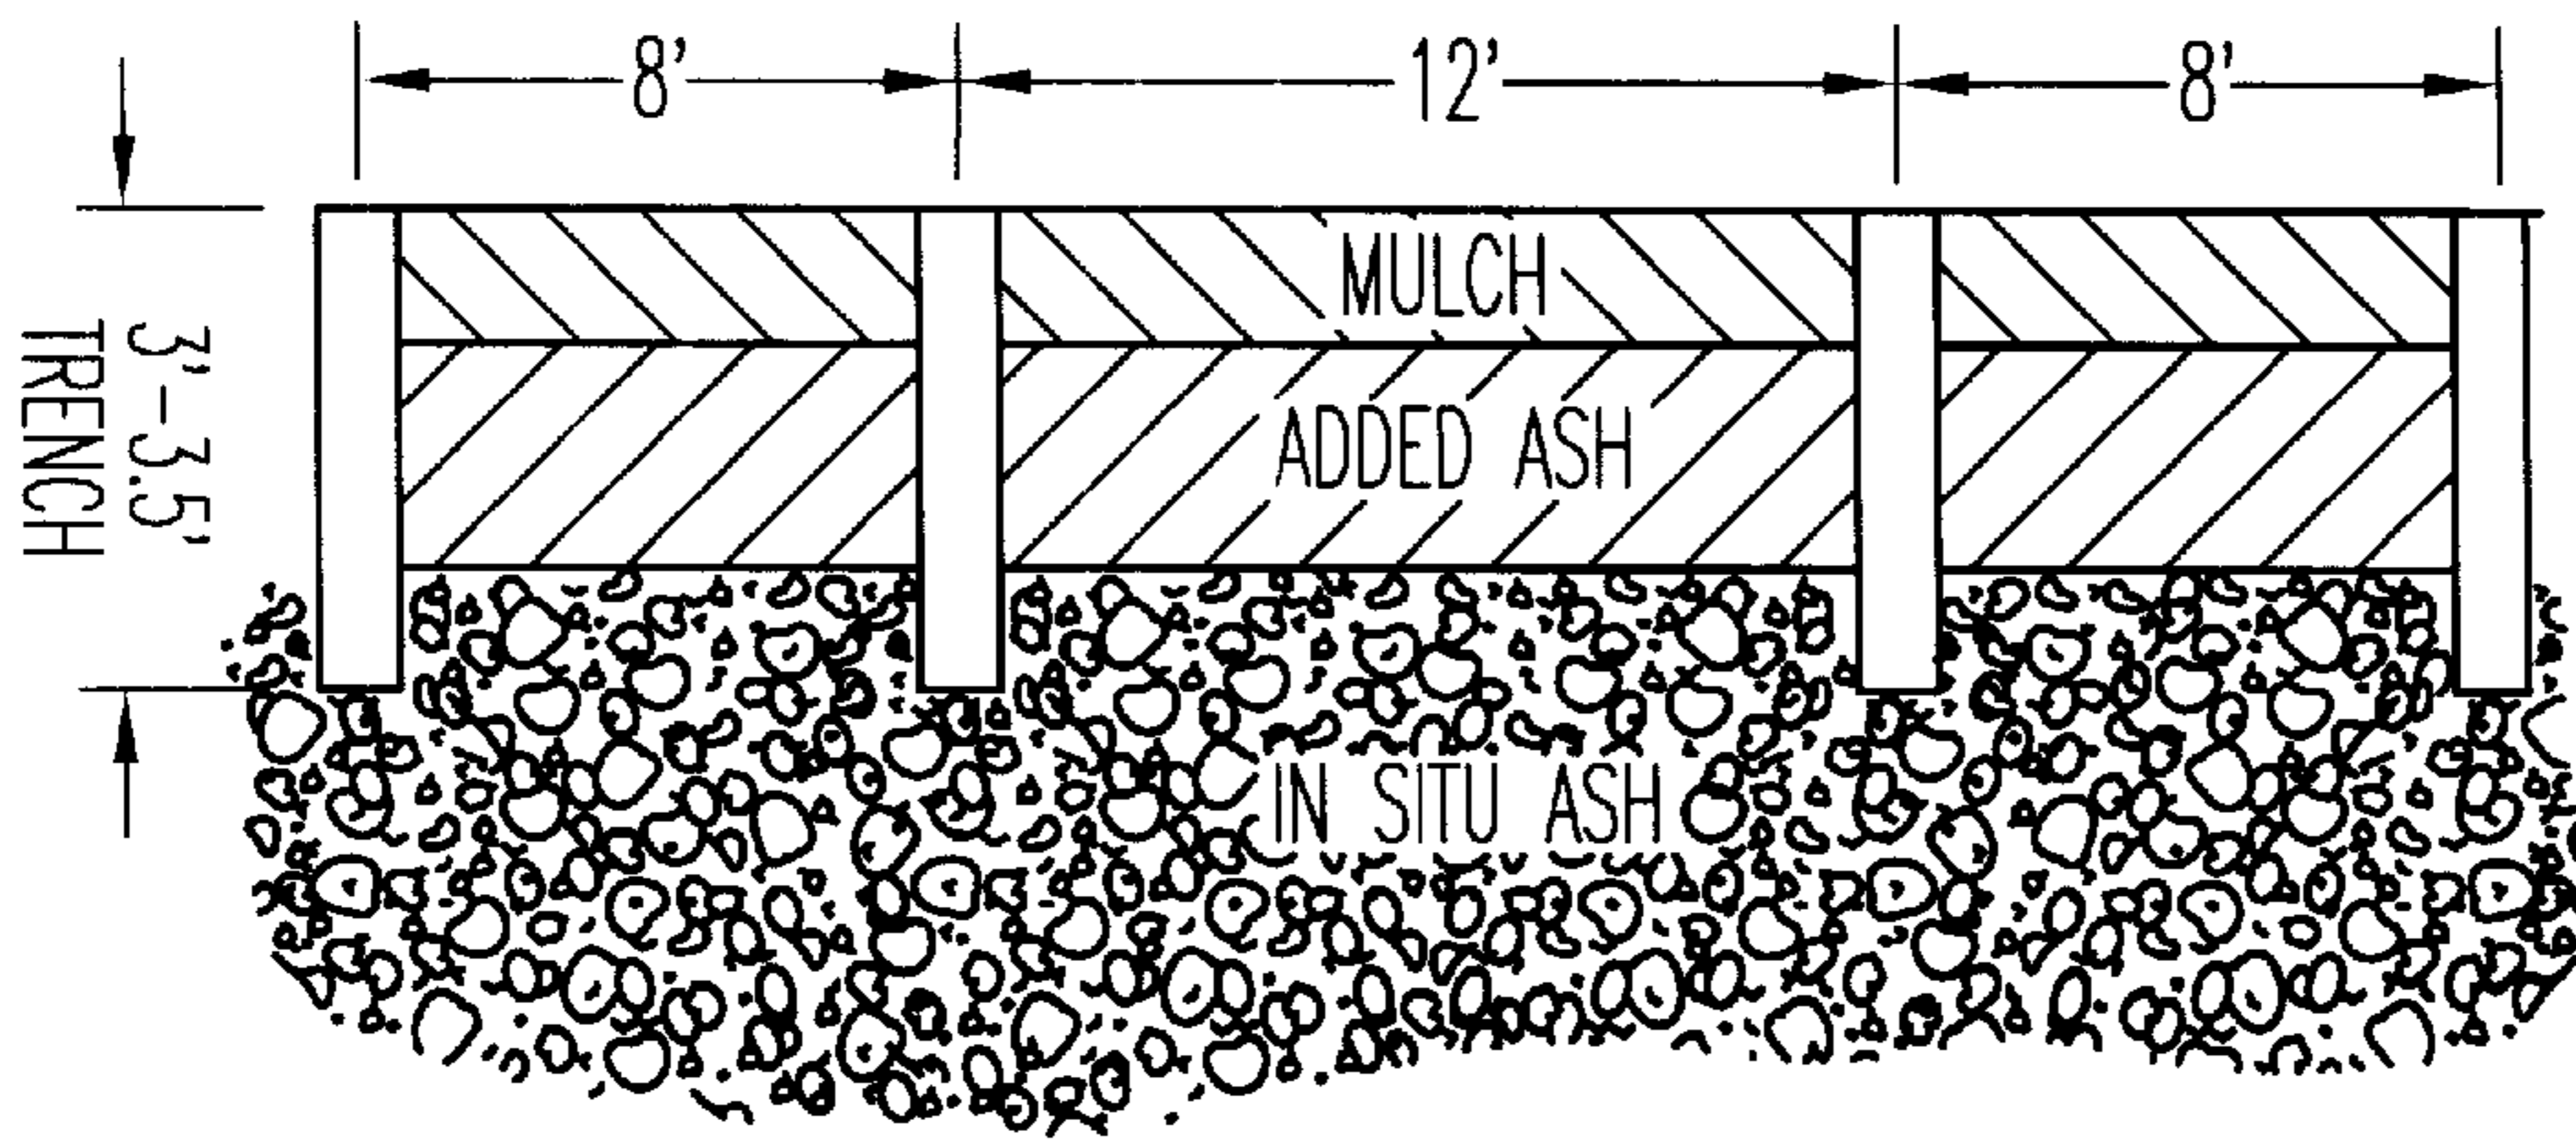 8'
12'
8'
3'-3.5'
TRENCH
MULCH
ADDED ASH
IN SITU ASH